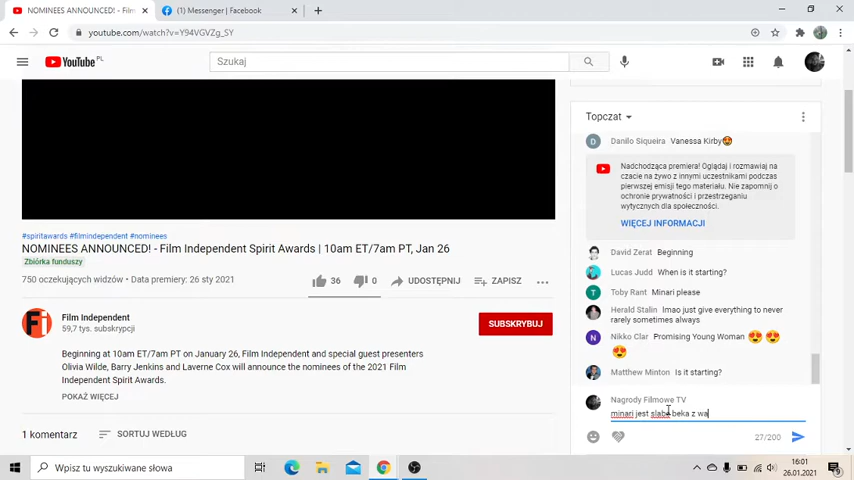 NOMINEES ANNOUNCED! - Film In
(1) Messenger | Facebook
youtube.com/watch?v=Y94VGVZg_SY
YouTube PL
Szukaj
Topczat
Danilo Siqueira Vanessa Kirby😍
Nadchodząca premiera! Oglądaj i rozmawiaj na
czacie na żywo z innymi uczestnikami podczas
pierwszej emisji tego materiału. Nie zapomnij o
ochronie prywatności i przestrzeganiu
wytycznych dla społeczności.
WIĘCEJ INFORMACJI
David Zerat Beginning
Lucas Judd When is it starting?
Toby Rant Minari please
Herald Stalin lmao just give everything to never
rarely sometimes always
Nikko Clar Promising Young Woman 😍 😍
😍
Matthew Minton Is it starting?
Nagrody Filmowe TV
minari jest slabe beka z wa
27/200
#spiritawards #filmindependent #nominees
NOMINEES ANNOUNCED! - Film Independent Spirit Awards | 10am ET/7am PT, Jan 26
Zbiórka funduszy
750 oczekujących widzów • Data premiery: 26 sty 2021
36
0
UDOSTĘPNIJ
ZAPISZ
Fi
Film Independent
59,7 tys. subskrypcji
SUBSKRYBUJ
Beginning at 10am ET/7am PT on January 26, Film Independent and special guest presenters
Olivia Wilde, Barry Jenkins and Laverne Cox will announce the nominees of the 2021 Film
Independent Spirit Awards.
POKAŻ WIĘCEJ
1 komentarz
SORTUJ WEDŁUG
Wpisz tu wyszukiwane słowa
16:01
26.01.2021